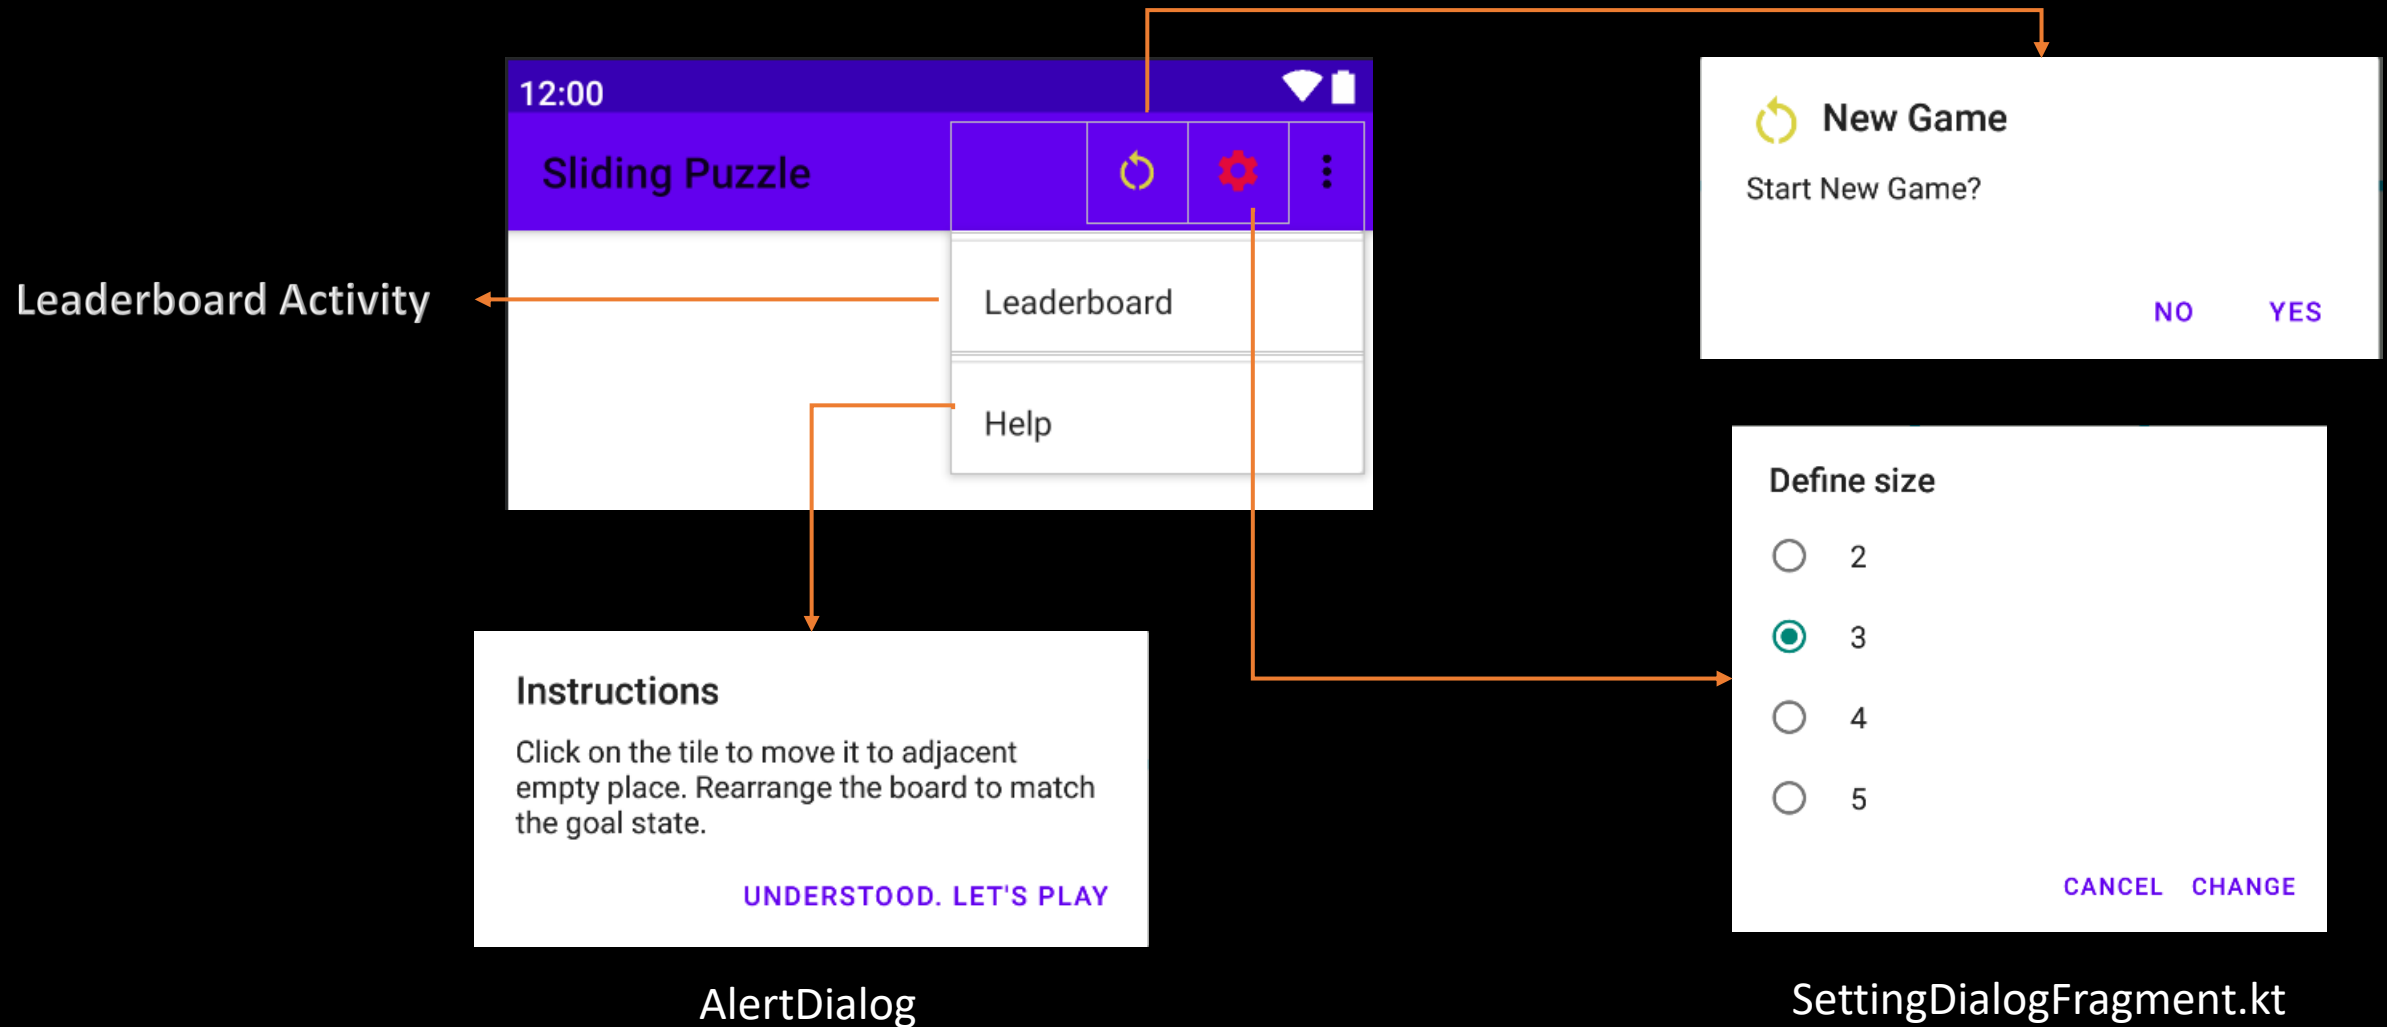 12:00
Sliding Puzzle
Leaderboard
Help
Leaderboard Activity
New Game
Start New Game?
NO YES
Instructions
Click on the tile to move it to adjacent
empty place. Rearrange the board to match
the goal state.
UNDERSTOOD. LET'S PLAY
AlertDialog
Define size
2
3
4
5
CANCEL CHANGE
SettingDialogFragment.kt